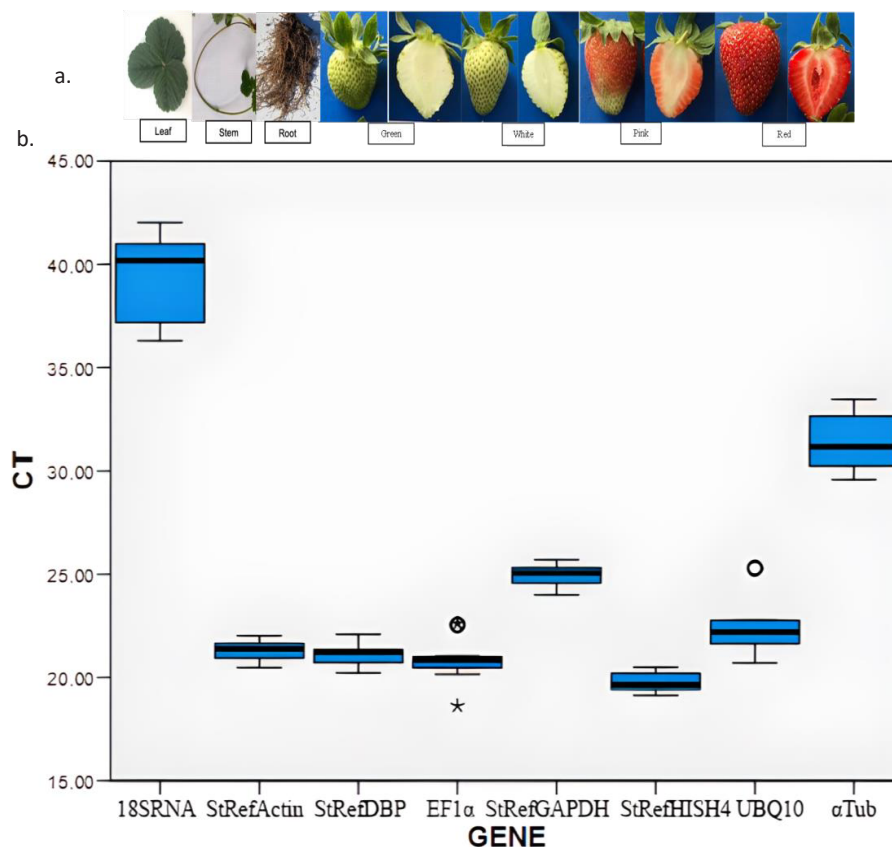 a.
Leaf Stem Root Green White Pink Red
b.
45.00
40.00
35.00
30.00
25.00
20.00
15.00
CT
18SRNA StRefActin StRefDBP EF1α StRefGAPDH StRefHISH4 UBQ10 αTub
GENE